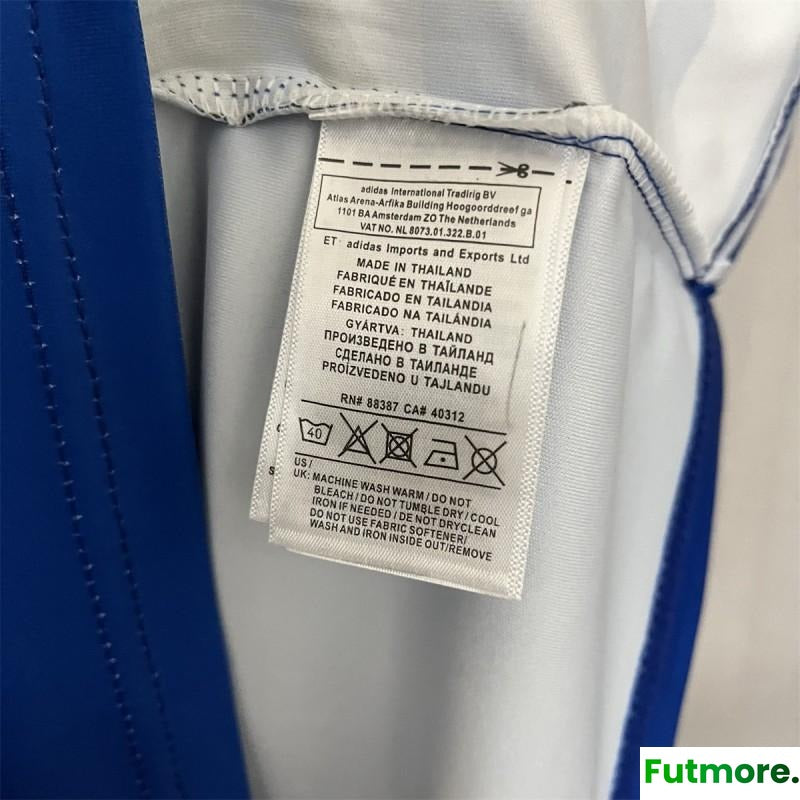 adidas International Tradirig BV
Atlas Arena-Arfika Building Hoogoorddreef ga
1101 BA Amsterdam ZO The Netherlands
VAT NO. NL 8073.01.322.B.01
ET· adidas Imports and Exports Ltd
MADE IN THAILAND
FABRIQUÉ EN THAÏLANDE
FABRICADO EN TAILANDIA
FABRICADO NA TAILÂNDIA
GYÁRTVA: THAILAND
ПРОИЗВЕДЕНО В ТАЙЛАНД
СДЕЛАНО В ТАИЛАНДЕ
PROIZVEDENO U TAJLANDU
RN# 88387 CA# 40312
40
US /
UK: MACHINE WASH WARM / DO NOT
BLEACH / DO NOT TUMBLE DRY / COOL
IRON IF NEEDED / DE NOT DRYCLEAN
DO NOT USE FABRIC SOFTENER/
WASH AND IRON INSIDE OUT/REMOVE
Futmore.